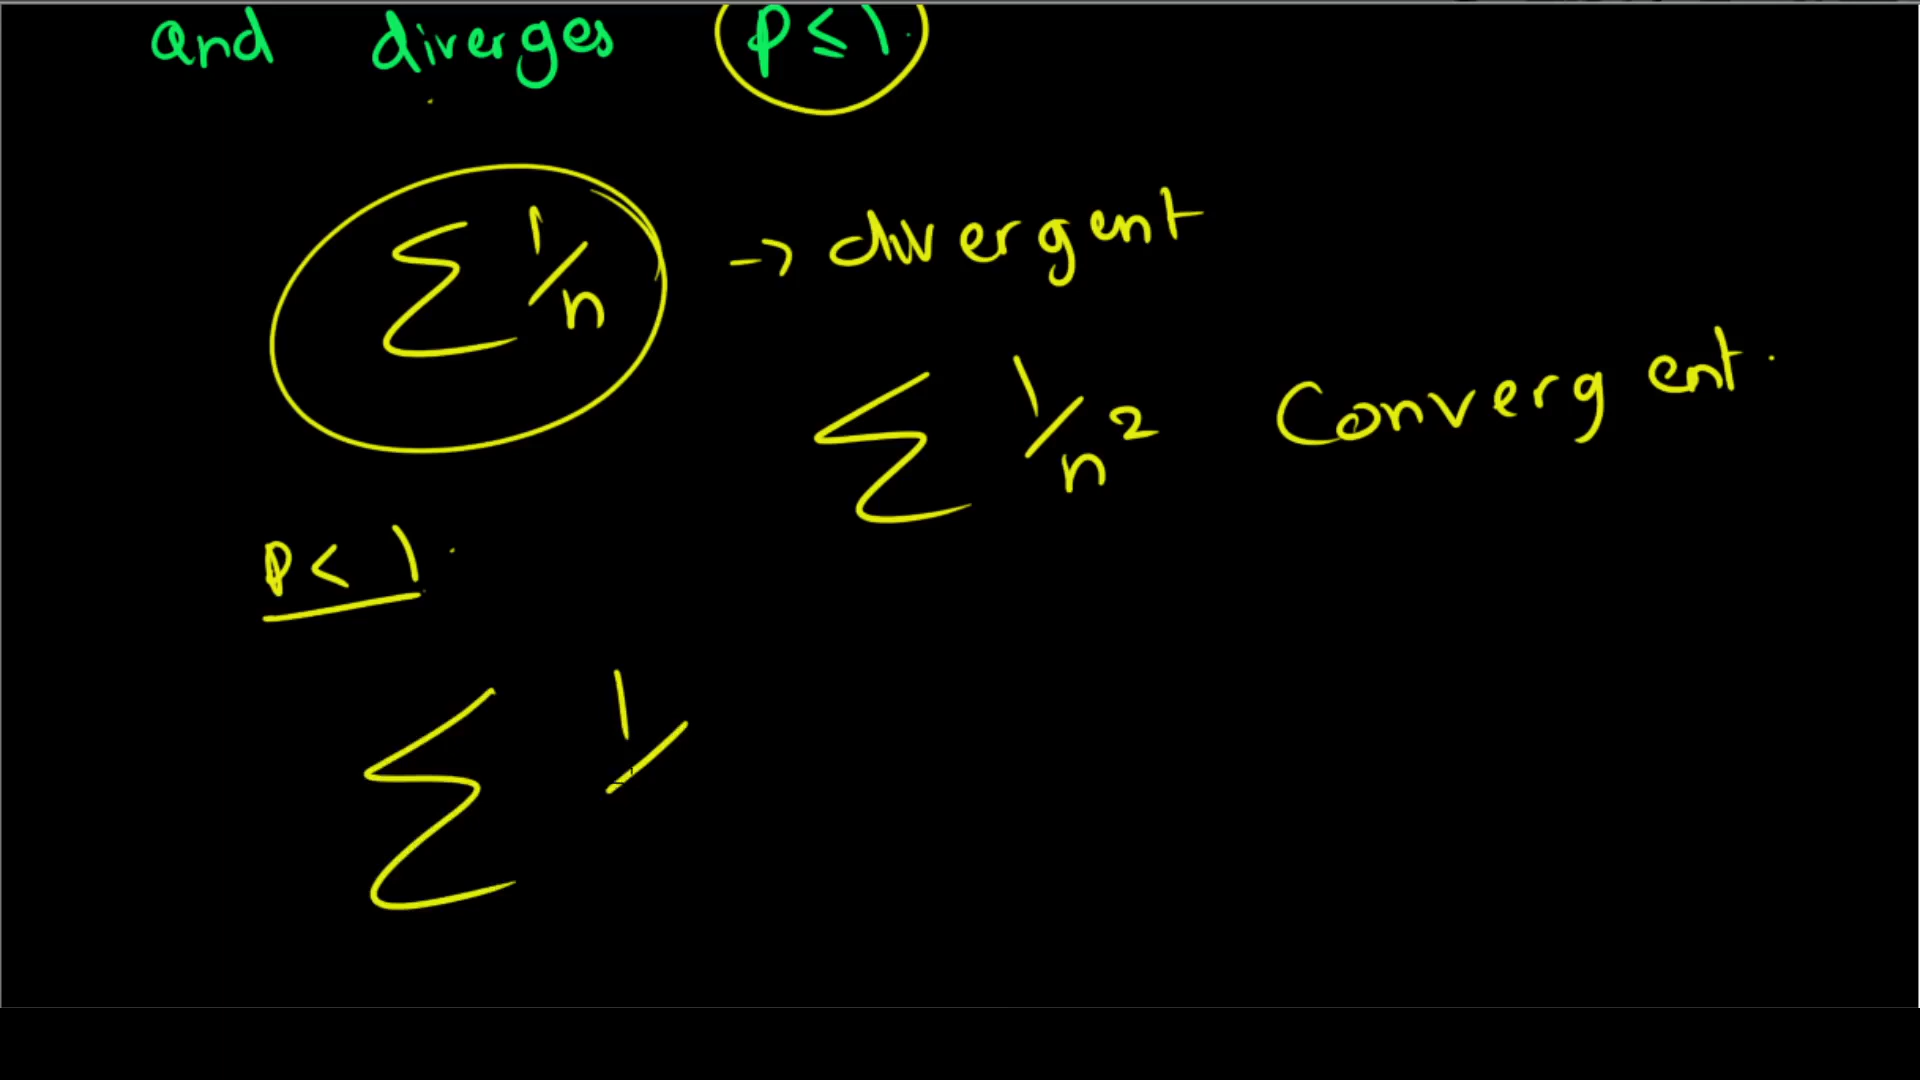 and diverges p ≤ 1.
∑ 1/n → divergent
∑ 1/n² Convergent.
P < 1.
∑ 1/